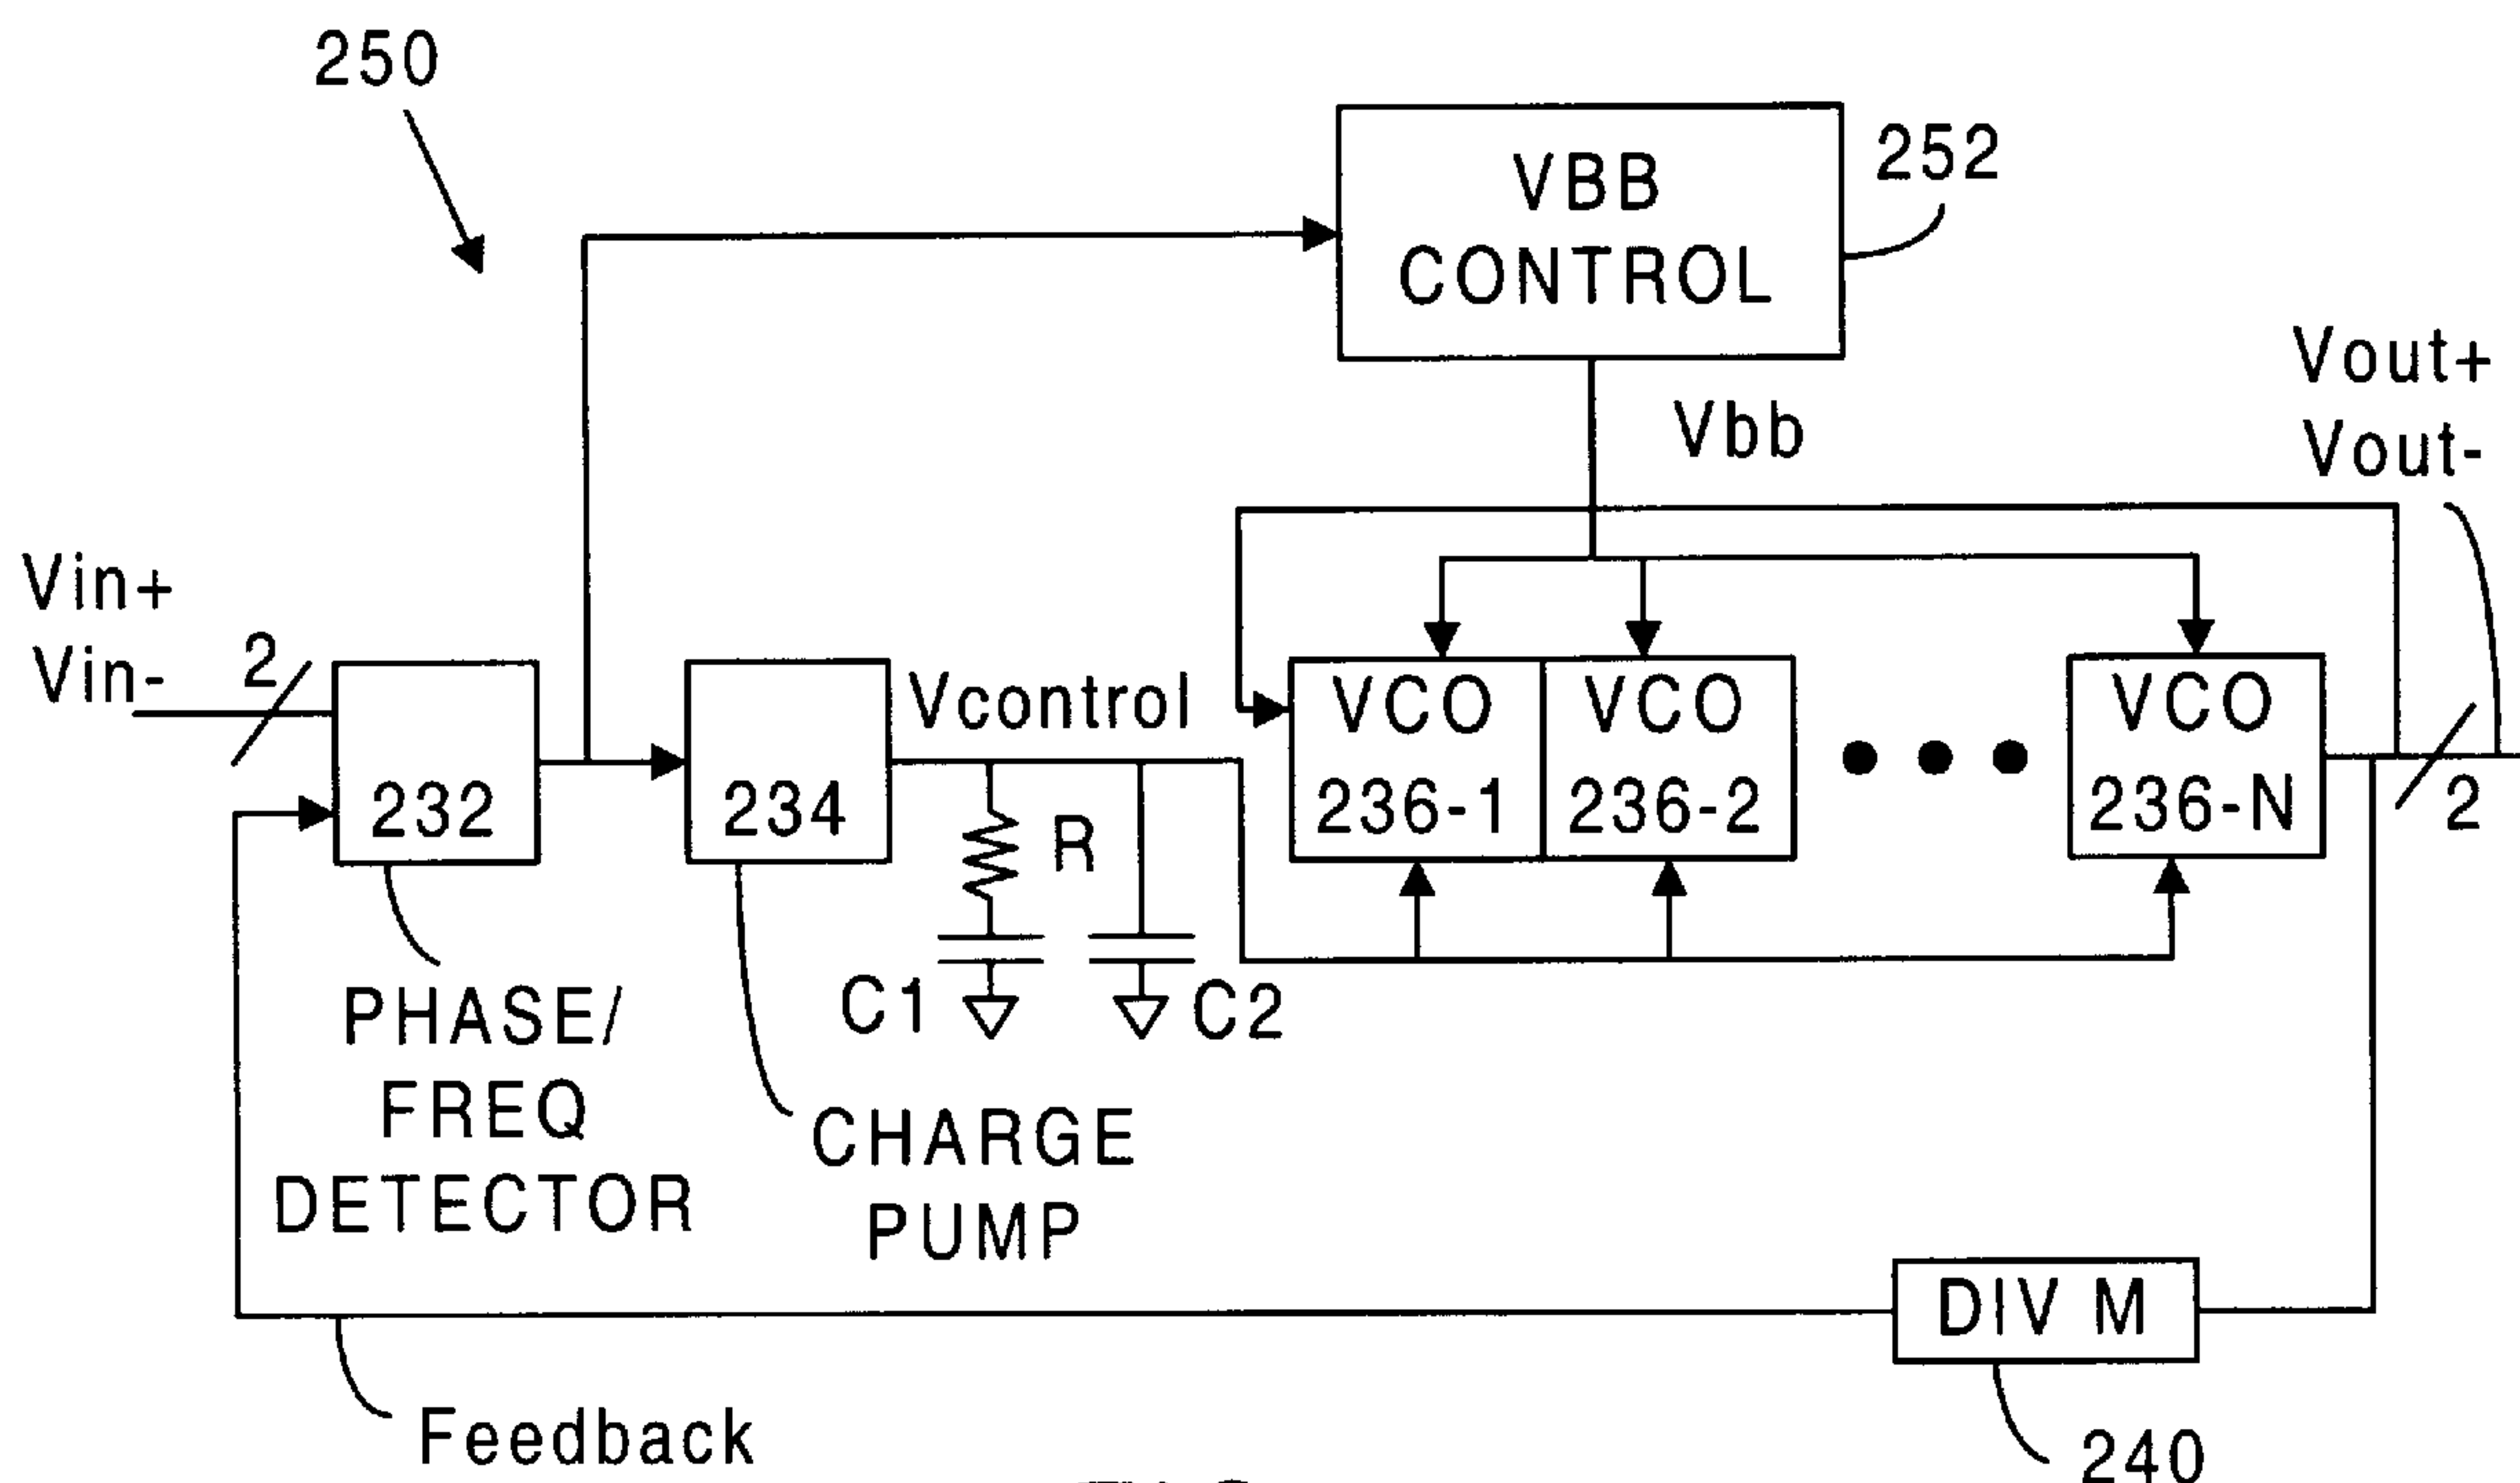 250
VBB
CONTROL
252
Vbb
Vout+
Vout-
Vin+
Vin-
2
232
234
Vcontrol
R
C1
C2
VCO
236-1
VCO
236-2
VCO
236-N
2
PHASE/
FREQ
DETECTOR
CHARGE
PUMP
DIV M
Feedback
240